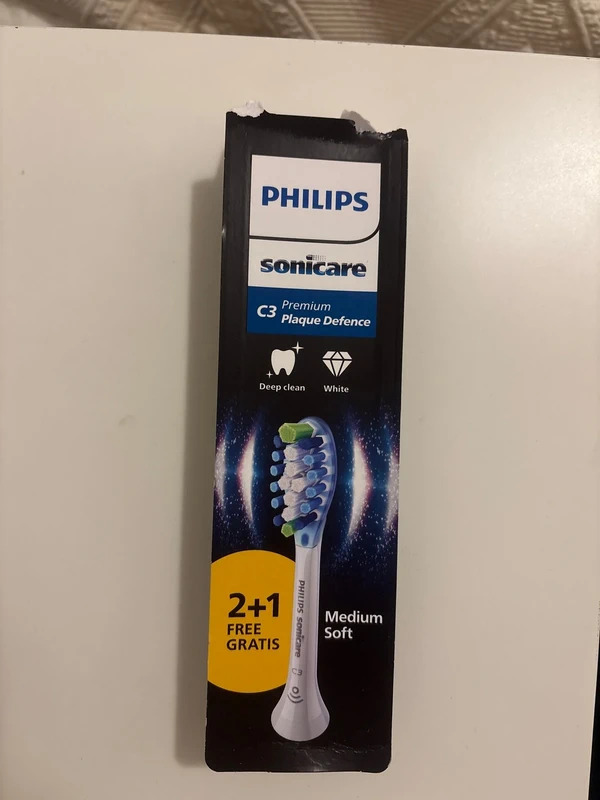 PHILIPS
sonicare
C3 Premium
Plaque Defence
Deep clean
White
2+1
FREE
GRATIS
Medium
Soft
PHILIPS sonicare
C3